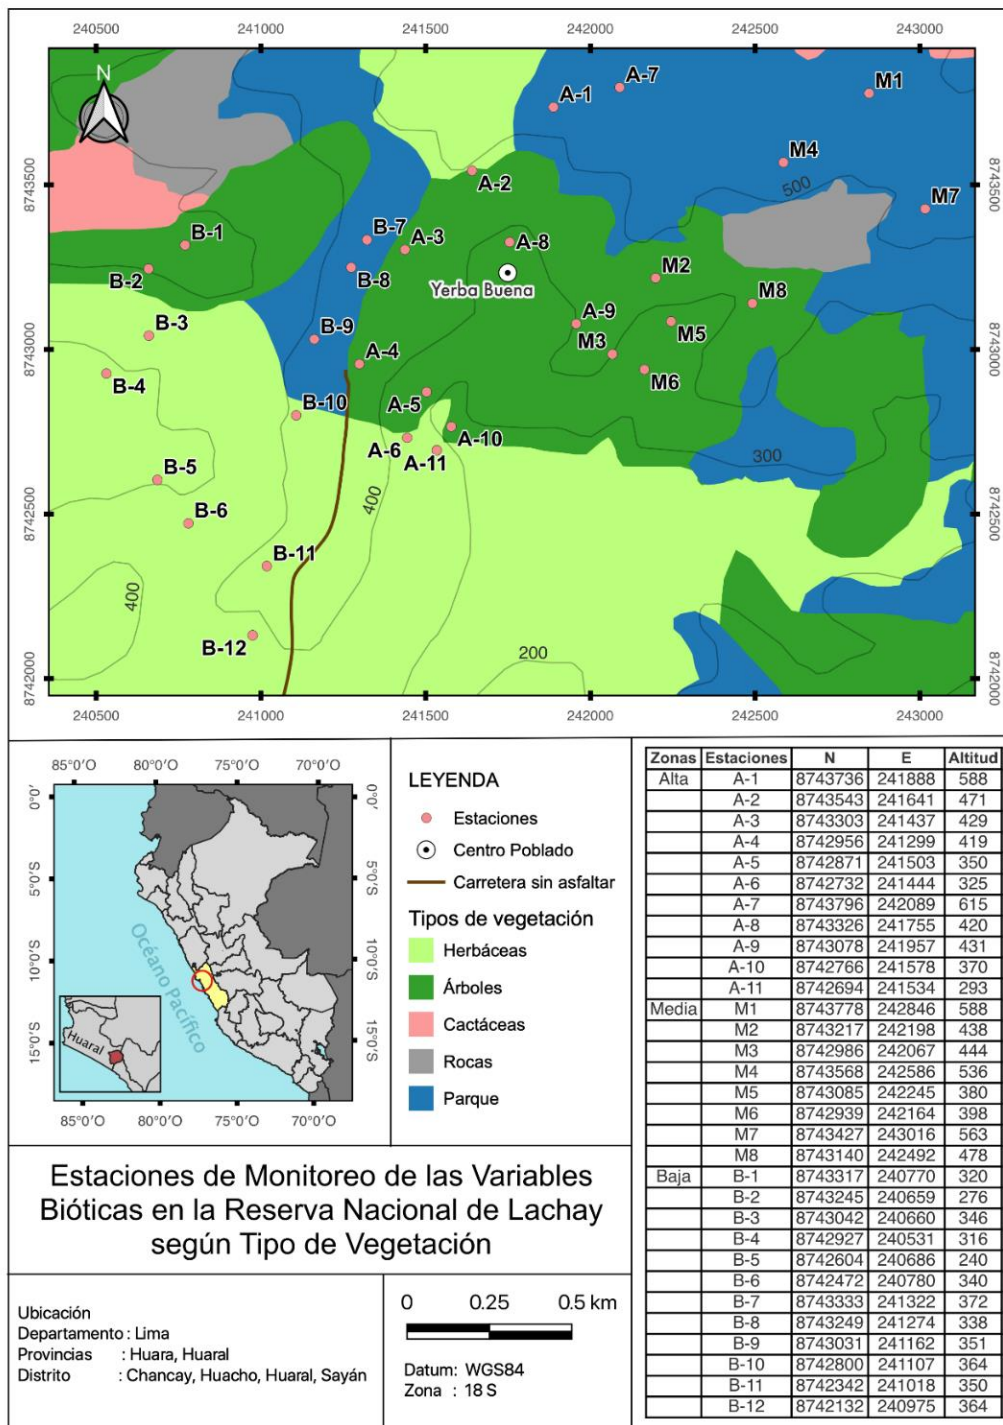 240500 241000 241500 242000 242500 243000
N
8743500
8743000
8742500
8742000
8743500
8743000
8742500
8742000
A-7
M1
A-1
M4
500
A-2
M7
B-1
B-7
A-3
A-8
B-2
B-8
M2
Yerba Buena
M8
B-3
B-9
A-9
M5
M3
A-4
B-4
M6
A-5
B-10
A-10
A-6
A-11
300
B-5
400
B-6
B-11
400
B-12
200
240500 241000 241500 242000 242500 243000
85°0'O 80°0'O 75°0'O 70°0'O
0°0'
5°0'S
10°0'S
15°0'S
0°0'
5°0'S
10°0'S
15°0'S
Océano Pacífico
Huaral
85°0'O 80°0'O 75°0'O 70°0'O
LEYENDA
Estaciones
Centro Poblado
Carretera sin asfaltar
Tipos de vegetación
Herbáceas
Árboles
Cactáceas
Rocas
Parque
Zonas Estaciones N E Altitud
Alta A-1 8743736 241888 588
A-2 8743543 241641 471
A-3 8743303 241437 429
A-4 8742956 241299 419
A-5 8742871 241503 350
A-6 8742732 241444 325
A-7 8743796 242089 615
A-8 8743326 241755 420
A-9 8743078 241957 431
A-10 8742766 241578 370
A-11 8742694 241534 293
Media M1 8743778 242846 588
M2 8743217 242198 438
M3 8742986 242067 444
M4 8743568 242586 536
M5 8743085 242245 380
M6 8742939 242164 398
M7 8743427 243016 563
M8 8743140 242492 478
Baja B-1 8743317 240770 320
B-2 8743245 240659 276
B-3 8743042 240660 346
B-4 8742927 240531 316
B-5 8742604 240686 240
B-6 8742472 240780 340
B-7 8743333 241322 372
B-8 8743249 241274 338
B-9 8743031 241162 351
B-10 8742800 241107 364
B-11 8742342 241018 350
B-12 8742132 240975 364
Estaciones de Monitoreo de las Variables
Bióticas en la Reserva Nacional de Lachay
según Tipo de Vegetación
Ubicación
Departamento : Lima
Provincias : Huara, Huaral
Distrito : Chancay, Huacho, Huaral, Sayán
0 0.25 0.5 km
Datum: WGS84
Zona : 18 S